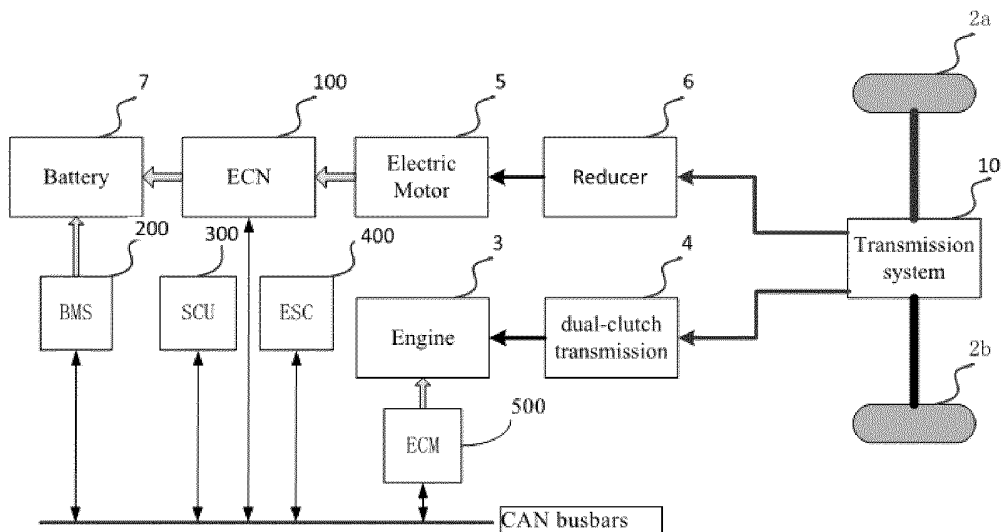 2a
7
100
5
6
Battery
ECN
Electric
Motor
Reducer
10
Transmission
system
200
300
400
3
4
BMS
SCU
ESC
Engine
dual-clutch
transmission
2b
500
ECM
CAN busbars